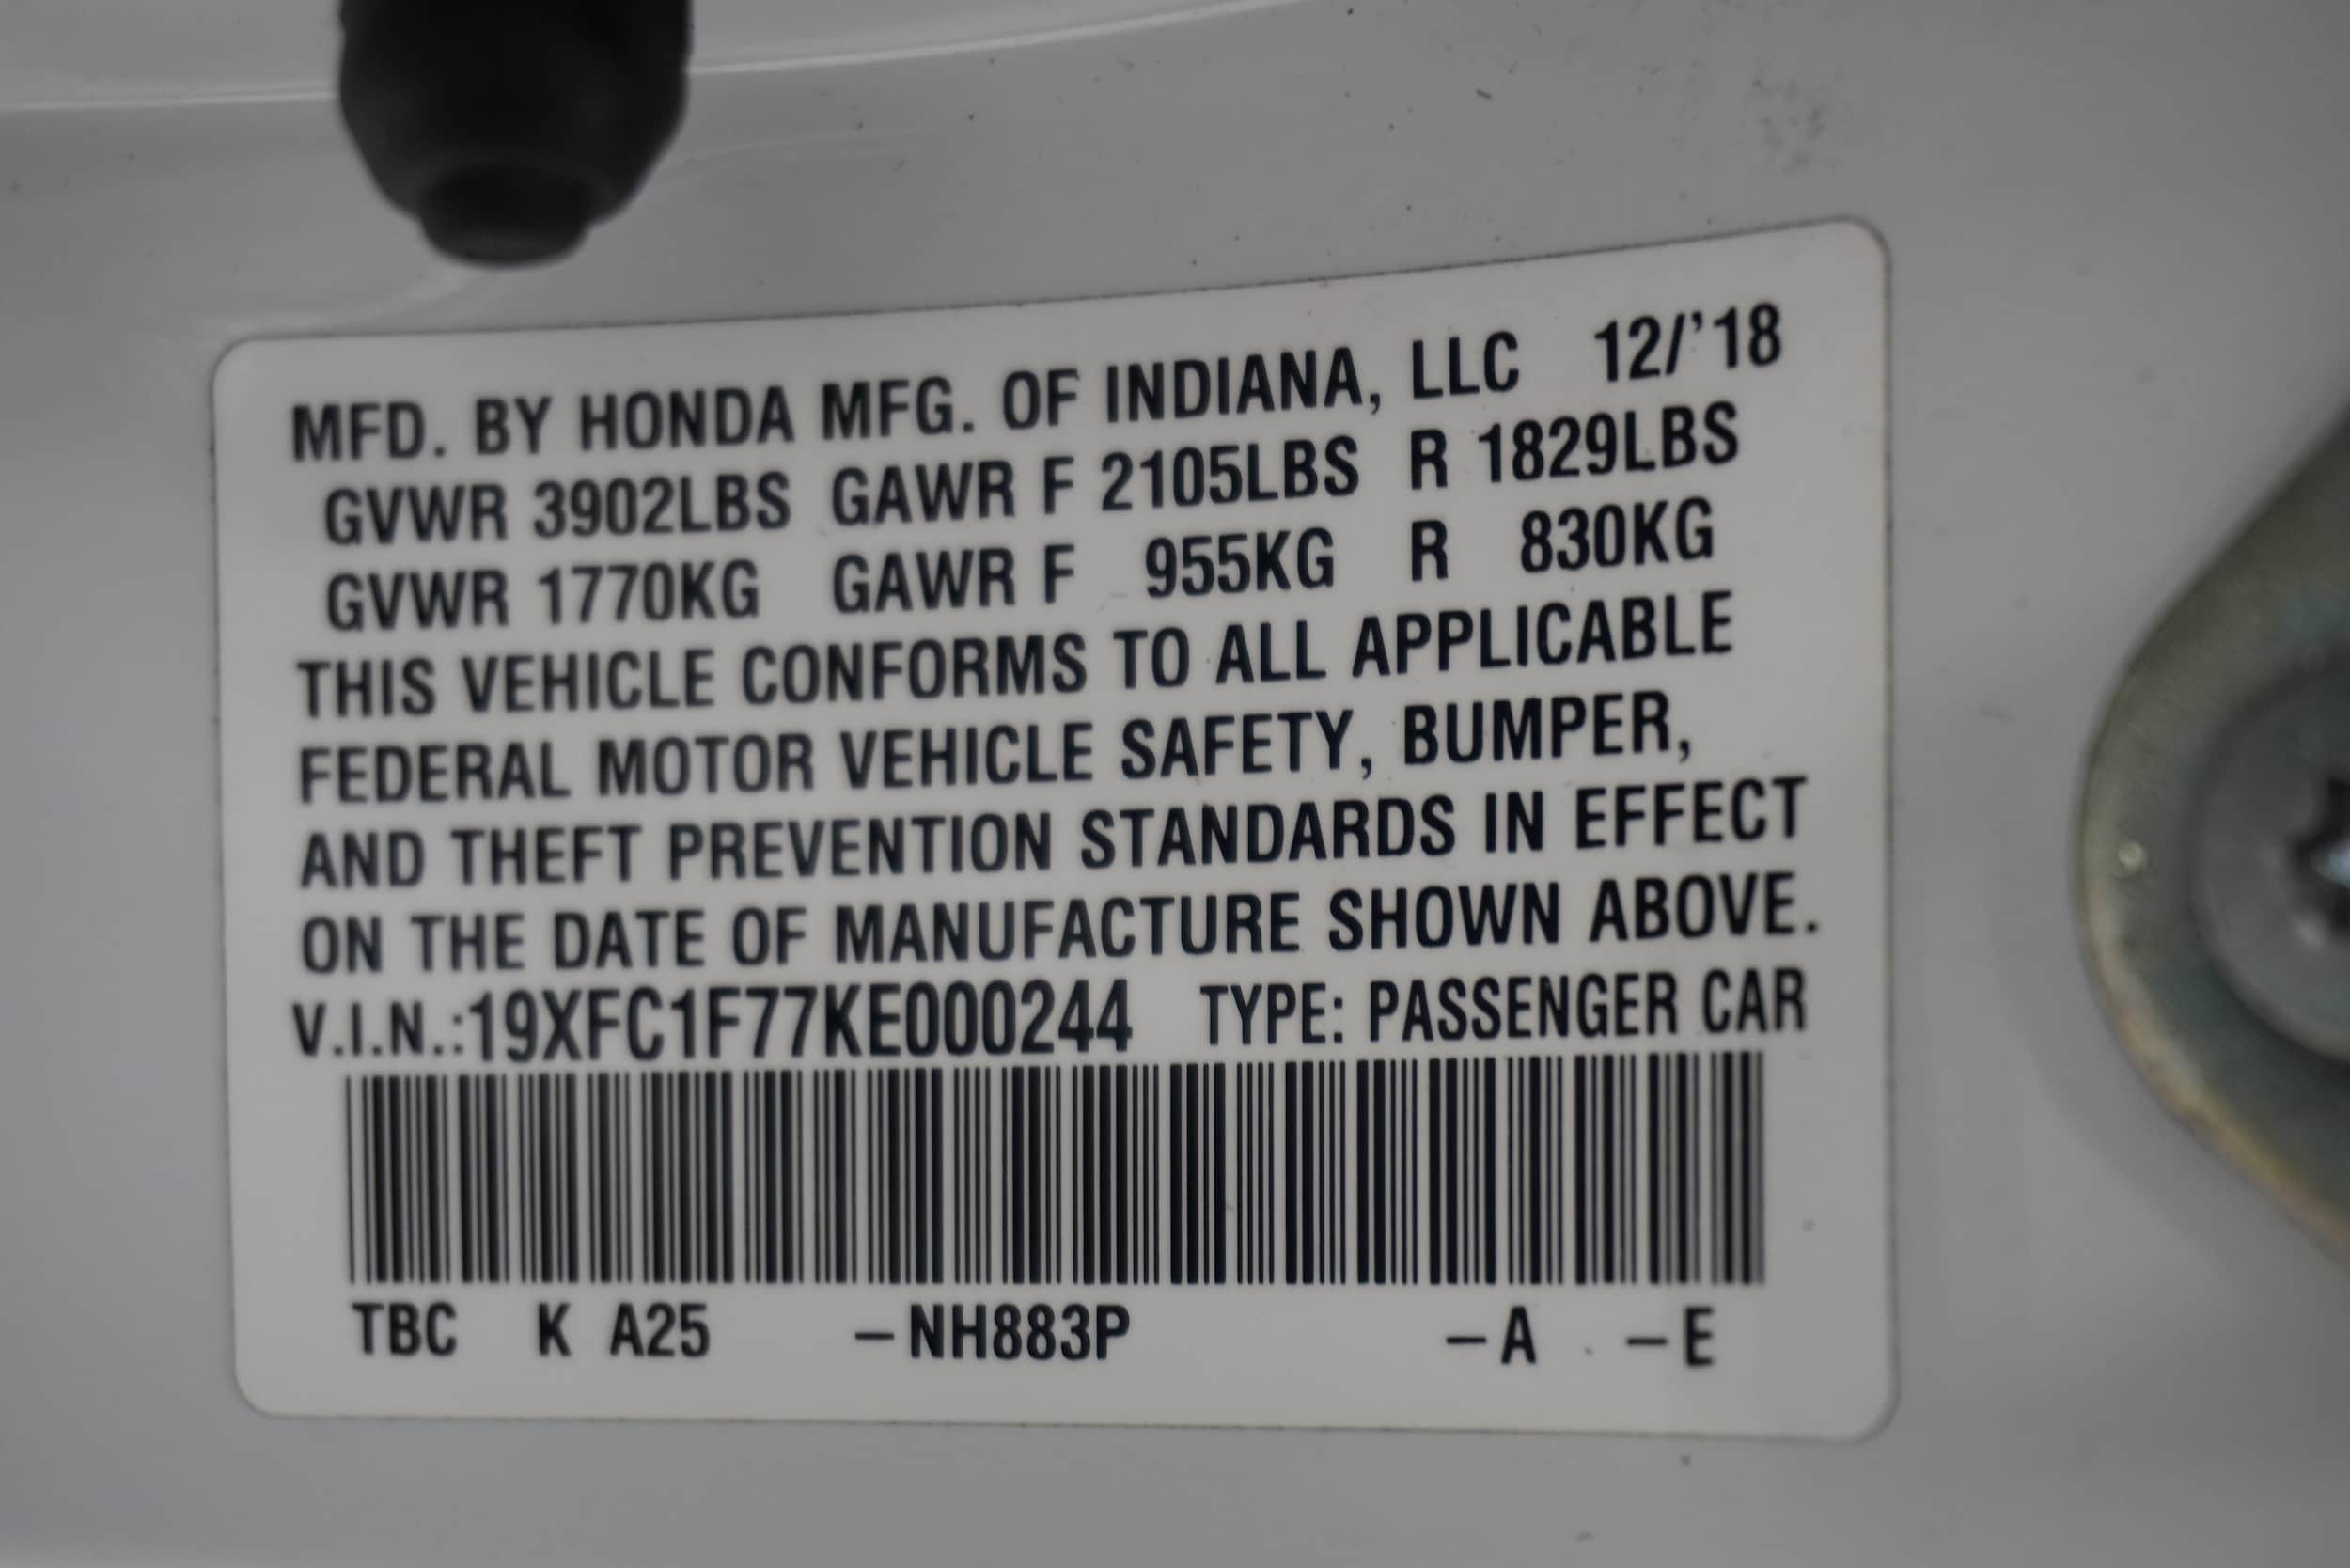 MFD. BY HONDA MFG. OF INDIANA, LLC 12/'18
GVWR 3902LBS GAWR F 2105LBS R 1829LBS
GVWR 1770KG GAWR F 955KG R 830KG
THIS VEHICLE CONFORMS TO ALL APPLICABLE
FEDERAL MOTOR VEHICLE SAFETY, BUMPER,
AND THEFT PREVENTION STANDARDS IN EFFECT
ON THE DATE OF MANUFACTURE SHOWN ABOVE.
V.I.N.:19XFC1F77KE000244 TYPE: PASSENGER CAR
TBC K A25 –NH883P –A –E